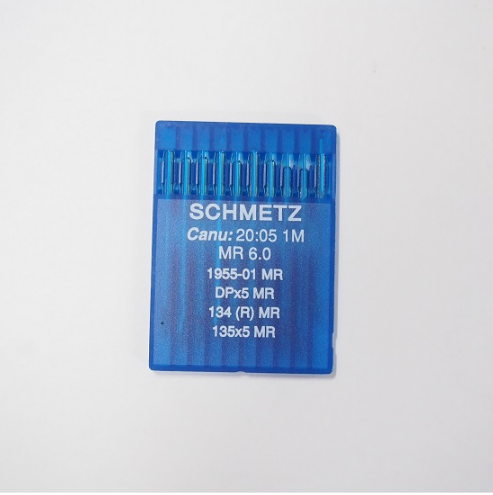 SCHMETZ
Canu: 20:05 1M
MR 6.0
1955-01 MR
DPx5 MR
134 (R) MR
135x5 MR